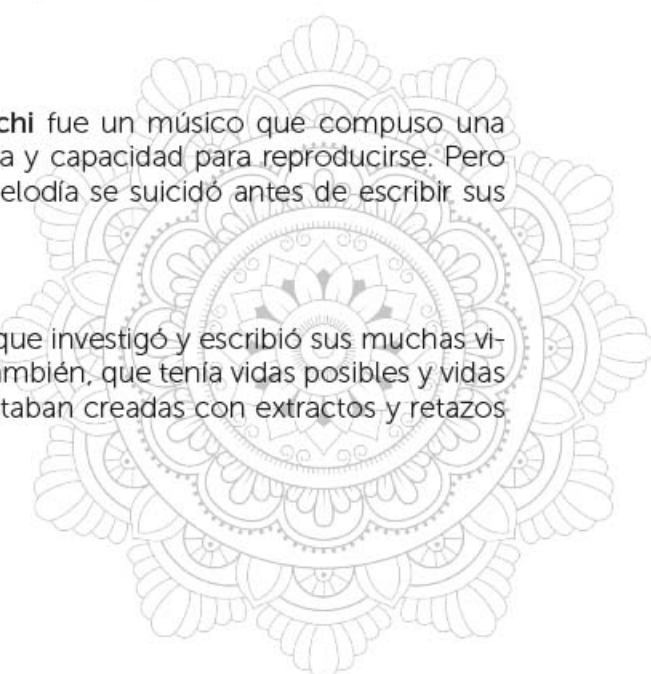 chi fue un músico que compuso una
a y capacidad para reproducirse. Pero
elodía se suicidó antes de escribir sus
que investigó y escribió sus muchas vi-
ambién, que tenía vidas posibles y vidas
taban creadas con extractos y retazos